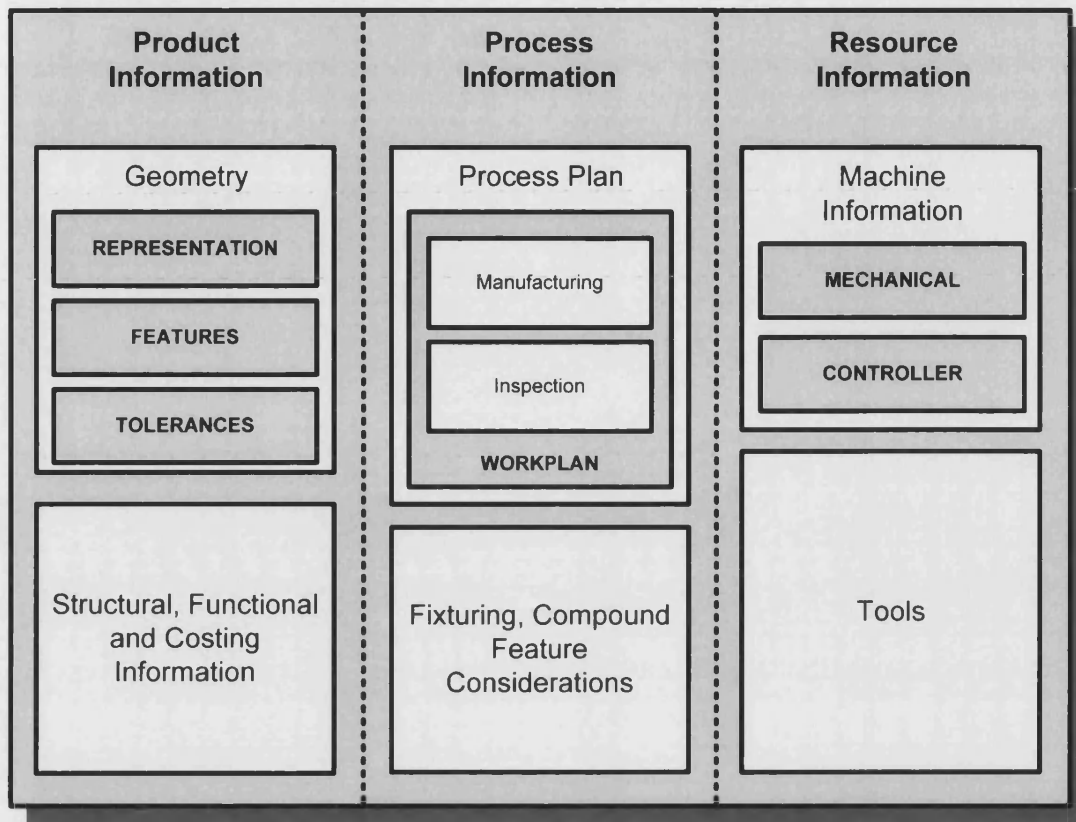 Product
Information
Geometry
REPRESENTATION
FEATURES
TOLERANCES
Structural, Functional
and Costing
Information
Process
Information
Process Plan
Manufacturing
Inspection
WORKPLAN
Fixturing, Compound
Feature
Considerations
Resource
Information
Machine
Information
MECHANICAL
CONTROLLER
Tools